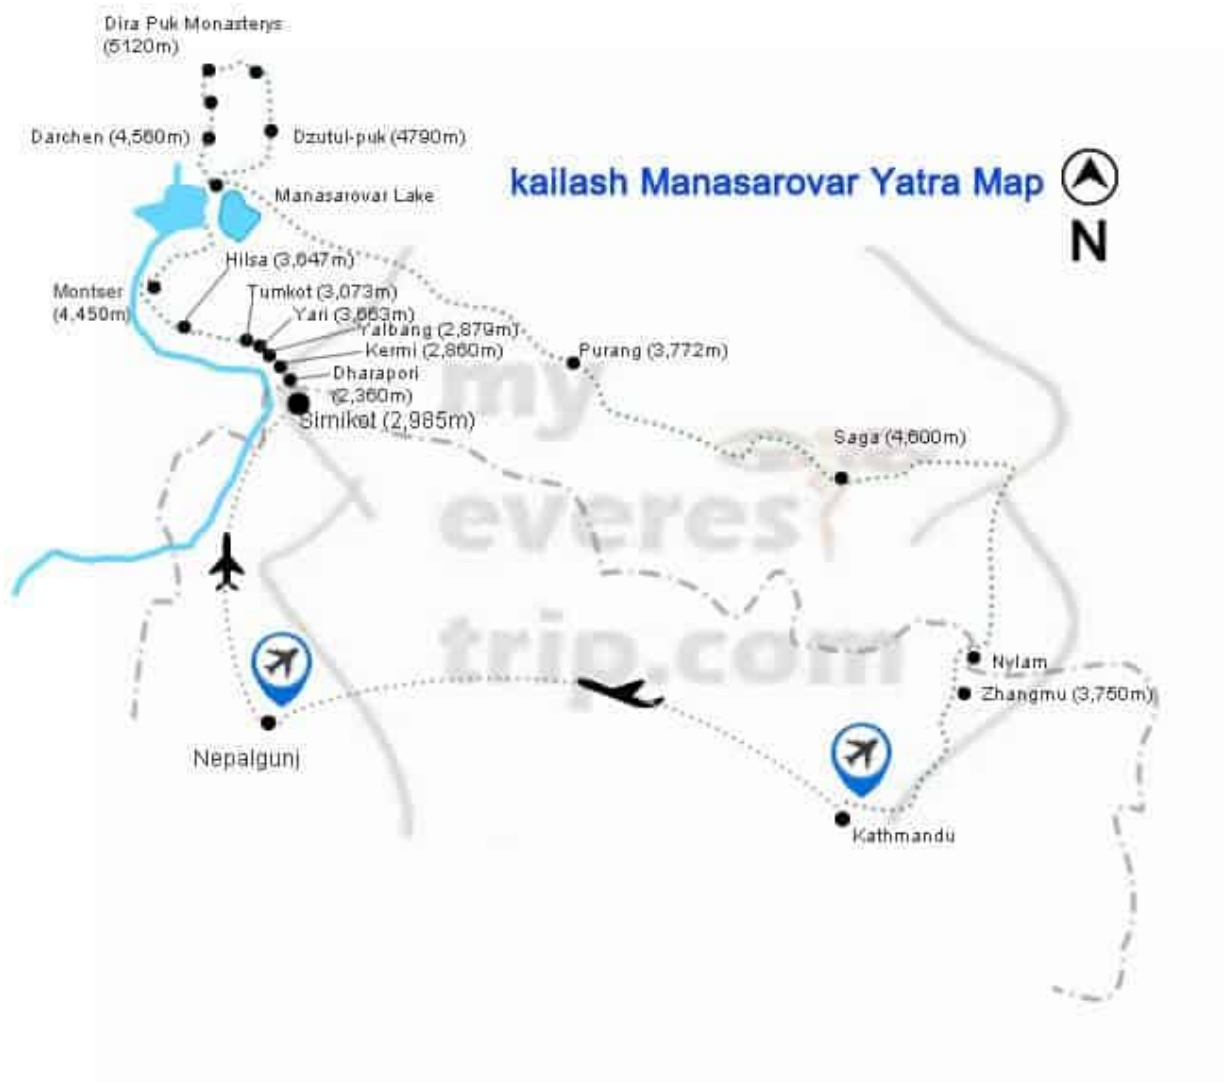 Dira Puk Monasterys
(5120m)
Darchen (4,560m)
Dzutul-puk (4790m)
kailash Manasarovar Yatra Map
N
Manasarovar Lake
Hilsa (3,647m)
Montser
(4,450m)
Tumkot (3,073m)
Yari (3,663m)
Yalbang (2,879m)
Kermi (2,860m)
Dharapori
(2,360m)
Simikot (2,985m)
Purang (3,772m)
my
Saga (4,600m)
everes
trip.com
Nylam
Zhangmu (3,750m)
Nepalgunj
Kathmandu